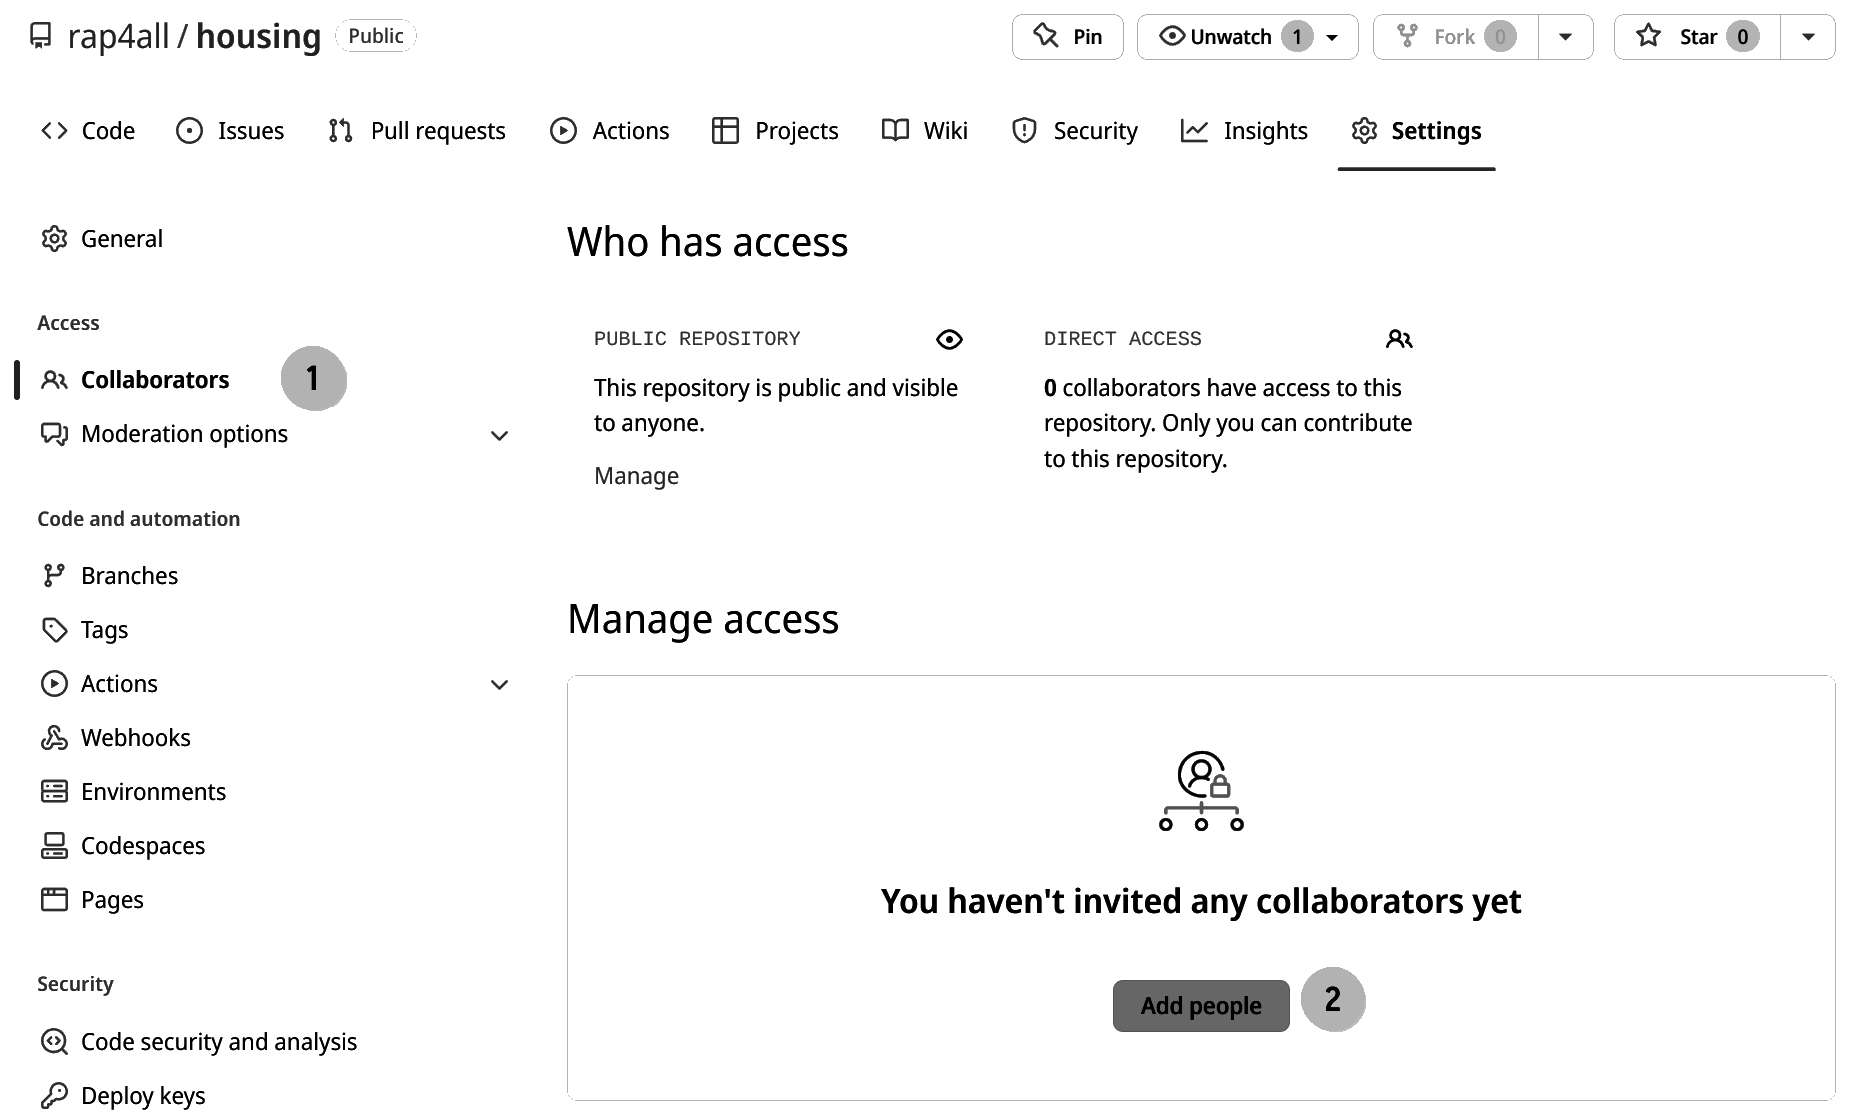 rap4all / housing Public
Pin
Unwatch 1
Fork 0
Star 0
Code
Issues
Pull requests
Actions
Projects
Wiki
Security
Insights
Settings
General
Access
Collaborators 1
Moderation options
Code and automation
Branches
Tags
Actions
Webhooks
Environments
Codespaces
Pages
Security
Code security and analysis
Deploy keys
Who has access
PUBLIC REPOSITORY
This repository is public and visible
to anyone.
Manage
DIRECT ACCESS
0 collaborators have access to this
repository. Only you can contribute
to this repository.
Manage access
You haven't invited any collaborators yet
Add people 2